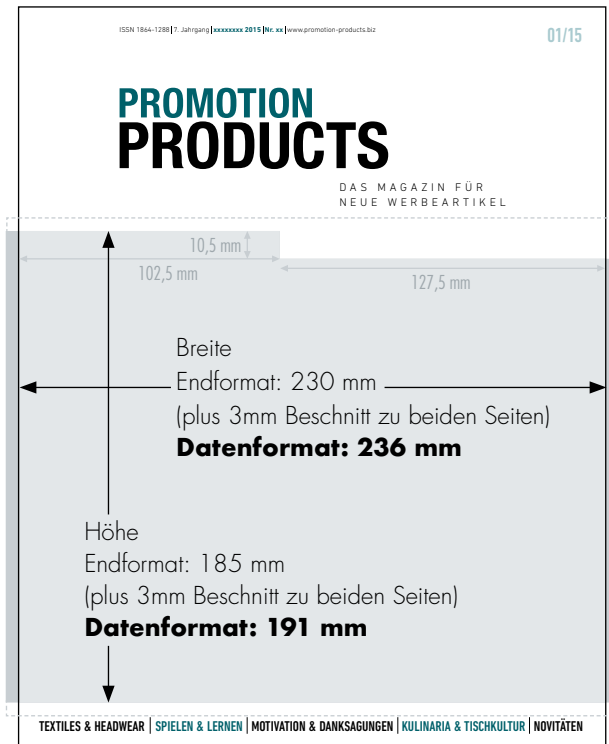 ISSN 1864-1288 | 7. Jahrgang | xxxxxxxx 2015 | Nr. xx | www.promotion-products.biz
01/15
PROMOTION
PRODUCTS
DAS MAGAZIN FÜR
NEUE WERBEARTIKEL
10,5 mm
102,5 mm
127,5 mm
Breite
Endformat: 230 mm
(plus 3mm Beschnitt zu beiden Seiten)
Datenformat: 236 mm
Höhe
Endformat: 185 mm
(plus 3mm Beschnitt zu beiden Seiten)
Datenformat: 191 mm
TEXTILES & HEADWEAR | SPIELEN & LERNEN | MOTIVATION & DANKSAGUNGEN | KULINARIA & TISCHKULTUR | NOVITÄTEN